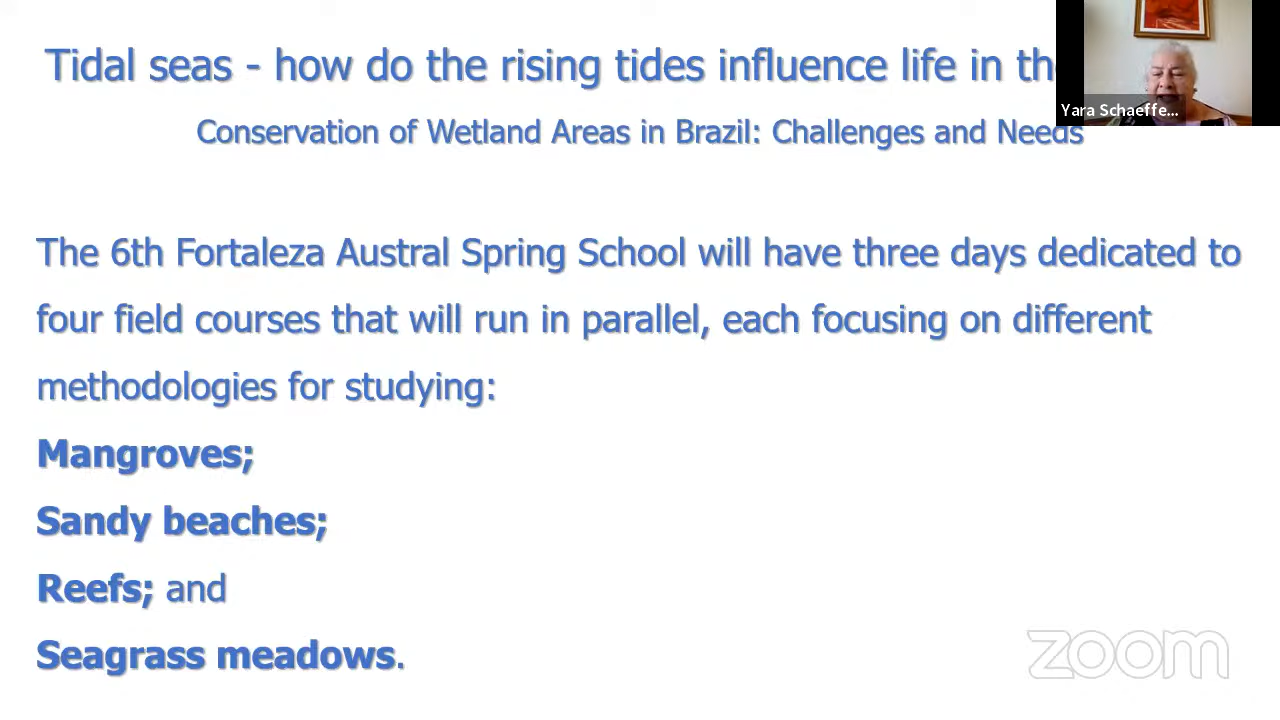 Tidal seas - how do the rising tides influence life in
Yara Schaeffe...
Conservation of Wetland Areas in Brazil: Challenges and Needs
The 6th Fortaleza Austral Spring School will have three days dedicated to
four field courses that will run in parallel, each focusing on different
methodologies for studying:
Mangroves;
Sandy beaches;
Reefs; and
Seagrass meadows.
zoom